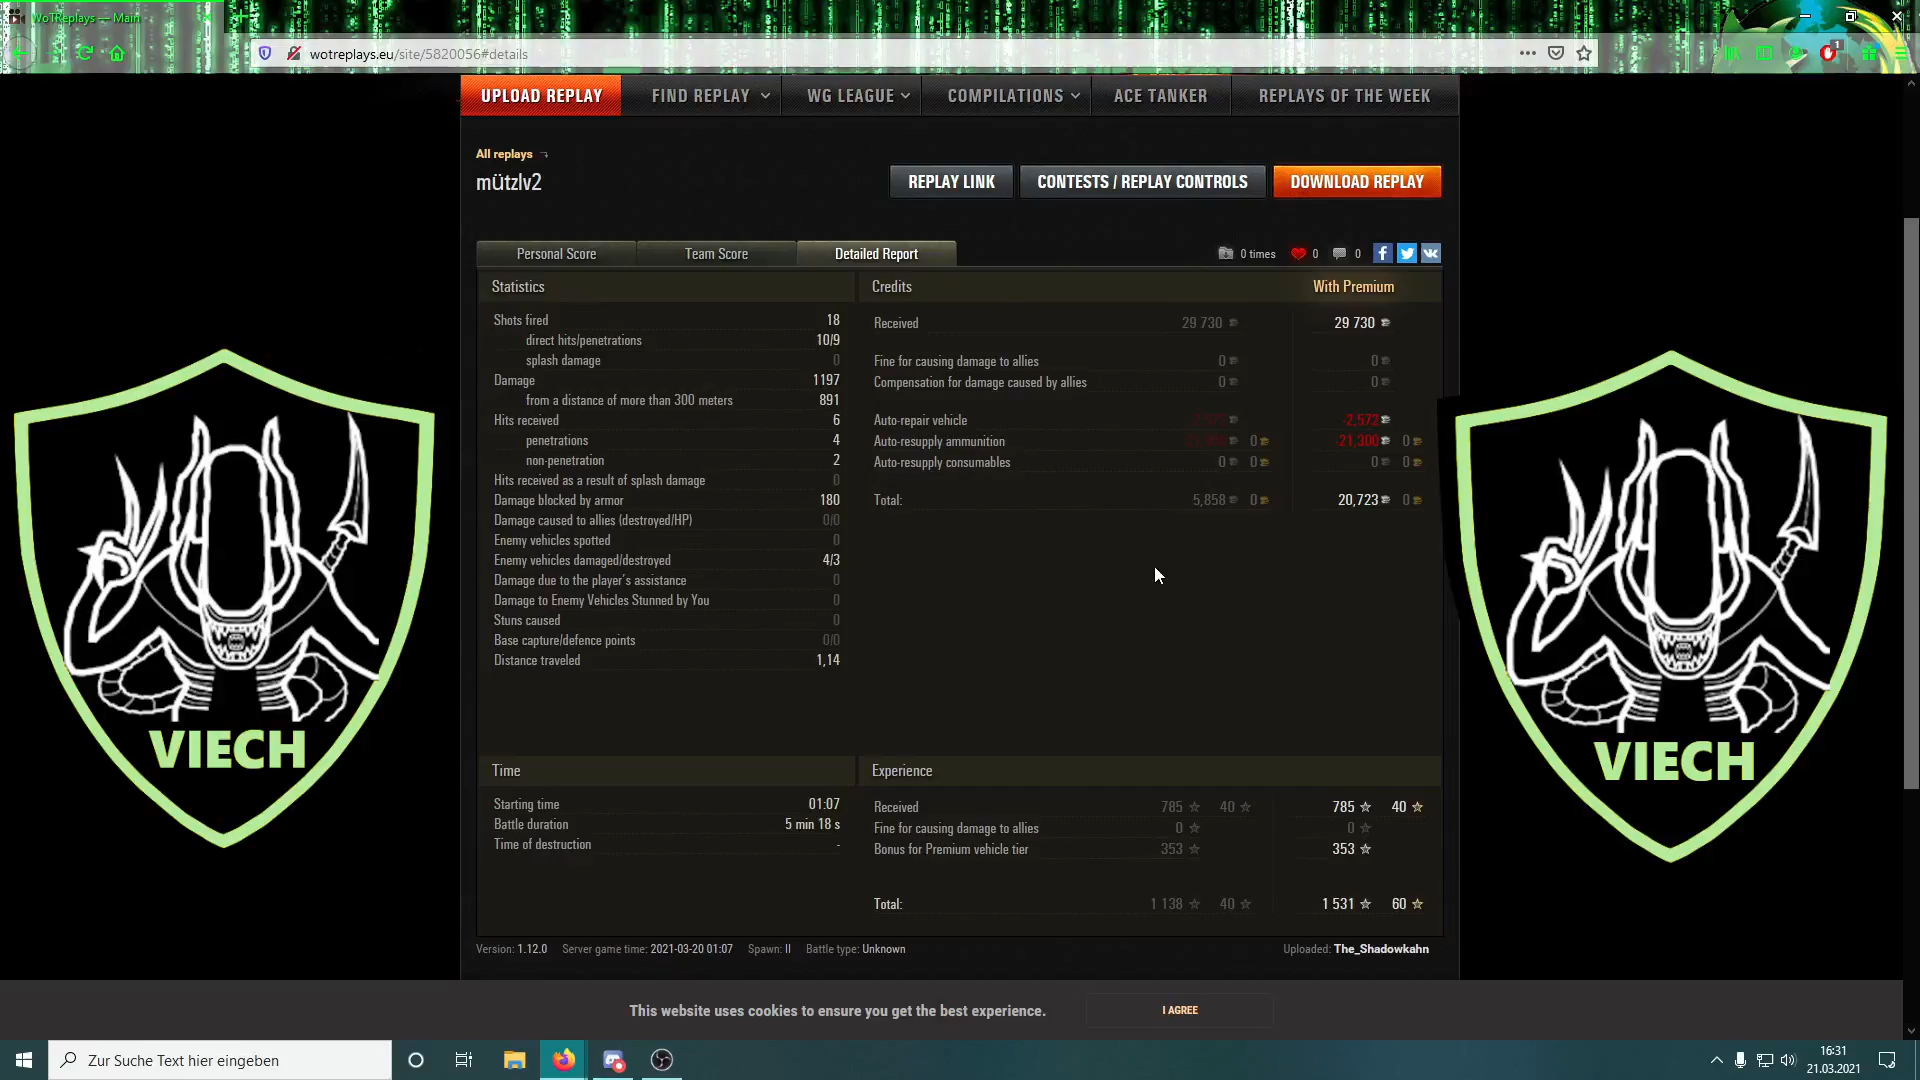 WoTReplays — Main
wotreplays.eu/site/5820056#details
UPLOAD REPLAY
FIND REPLAY
WG LEAGUE
COMPILATIONS
ACE TANKER
REPLAYS OF THE WEEK
All replays
mützlv2
REPLAY LINK
CONTESTS / REPLAY CONTROLS
DOWNLOAD REPLAY
Personal Score
Team Score
Detailed Report
0 times
0
0
Statistics
Shots fired 18
direct hits/penetrations 10/9
splash damage 0
Damage 1197
from a distance of more than 300 meters 891
Hits received 6
penetrations 4
non-penetration 2
Hits received as a result of splash damage 0
Damage blocked by armor 180
Damage caused to allies (destroyed/HP) 0/0
Enemy vehicles spotted 0
Enemy vehicles damaged/destroyed 4/3
Damage due to the player's assistance 0
Damage to Enemy Vehicles Stunned by You 0
Stuns caused 0
Base capture/defence points 0/0
Distance traveled 1,14
Credits With Premium
Received 29 730 29 730
Fine for causing damage to allies 0 0
Compensation for damage caused by allies 0 0
Auto-repair vehicle -2,572
Auto-resupply ammunition 0 -21,300 0
Auto-resupply consumables 0 0 0 0
Total: 5,858 0 20,723 0
Time
Starting time 01:07
Battle duration 5 min 18 s
Time of destruction -
Experience
Received 785 40 785 40
Fine for causing damage to allies 0 0
Bonus for Premium vehicle tier 353 353
Total: 1 138 40 1 531 60
Version: 1.12.0 Server game time: 2021-03-20 01:07 Spawn: II Battle type: Unknown
Uploaded: The_Shadowkahn
VIECH
VIECH
This website uses cookies to ensure you get the best experience.
I AGREE
Zur Suche Text hier eingeben
16:31
21.03.2021